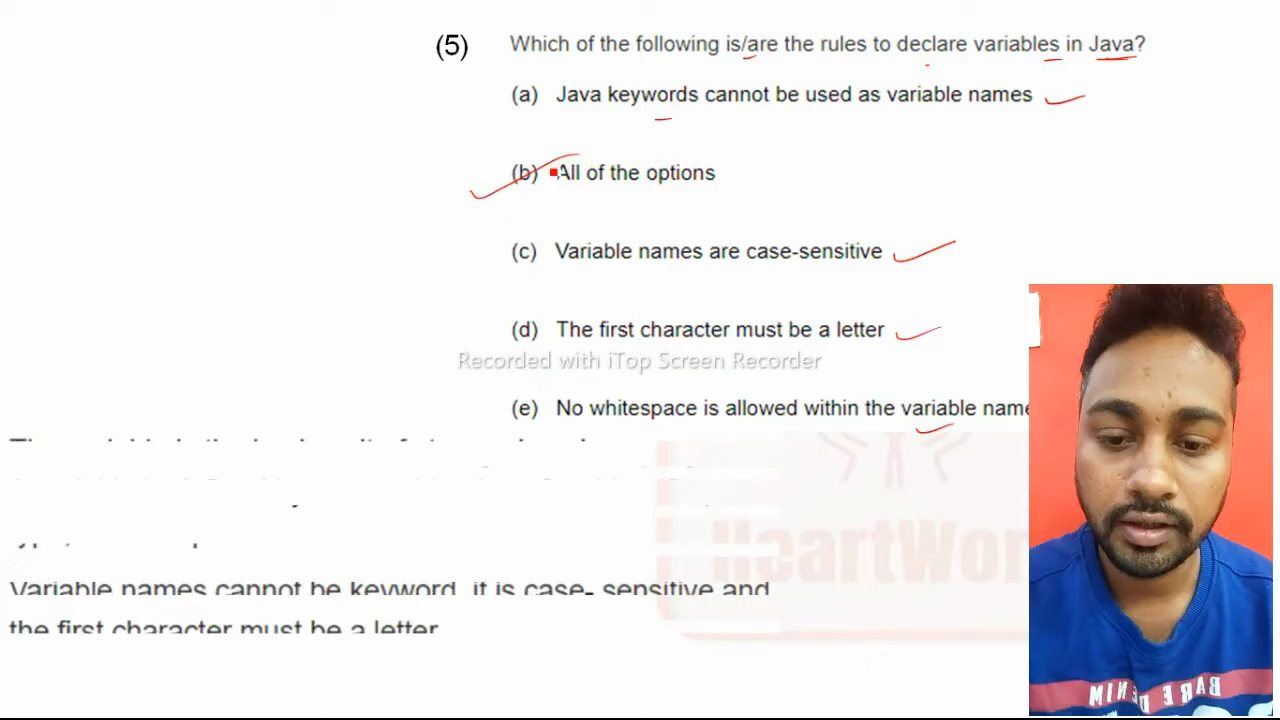 (5) Which of the following is/are the rules to declare variables in Java?
(a) Java keywords cannot be used as variable names
(b) All of the options
(c) Variable names are case-sensitive
(d) The first character must be a letter
Recorded with iTop Screen Recorder
(e) No whitespace is allowed within the variable name
HeartWor
Variable names cannot be keyword, it is case- sensitive and
the first character must be a letter
BARE DENIM